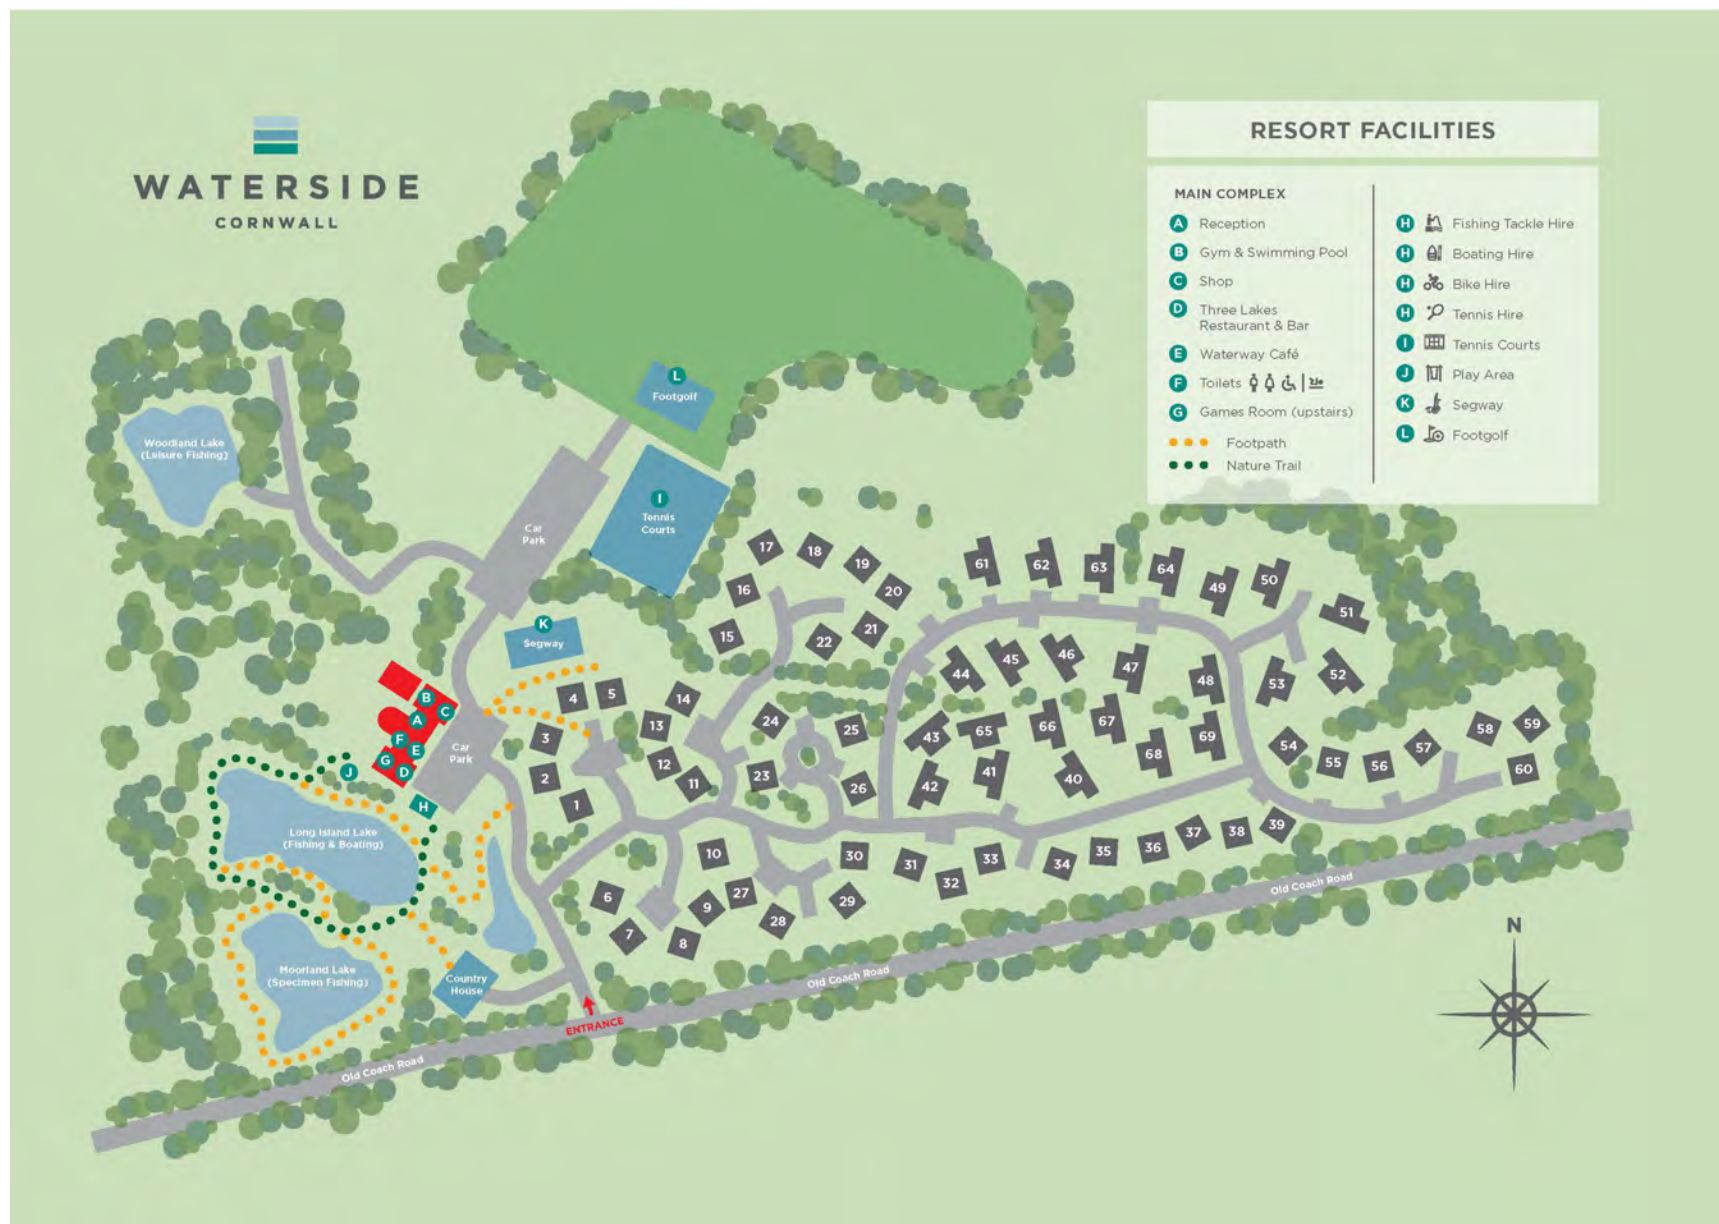 WATERSIDE
CORNWALL
RESORT FACILITIES
MAIN COMPLEX
A Reception
B Gym & Swimming Pool
C Shop
D Three Lakes
Restaurant & Bar
E Waterway Café
F Toilets
G Games Room (upstairs)
Footpath
Nature Trail
H Fishing Tackle Hire
H Boating Hire
H Bike Hire
H Tennis Hire
I Tennis Courts
J Play Area
K Segway
L Footgolf
L
Footgolf
Woodland Lake
(Leisure Fishing)
I
Tennis
Courts
Car
Park
K
Segway
17
18
19
20
16
15
22
21
61
62
63
64
49
50
51
44
45
46
47
48
53
52
B
C
A
F
E
G
D
J
H
Car
Park
4
5
14
3
13
24
25
2
12
11
23
26
1
43
65
66
67
68
69
42
41
40
54
55
56
57
58
59
60
Long Island Lake
(Fishing & Boating)
10
30
31
32
33
34
35
36
37
38
39
6
7
8
9
27
28
29
Moorland Lake
(Specimen Fishing)
Country
House
ENTRANCE
Old Coach Road
Old Coach Road
Old Coach Road
N